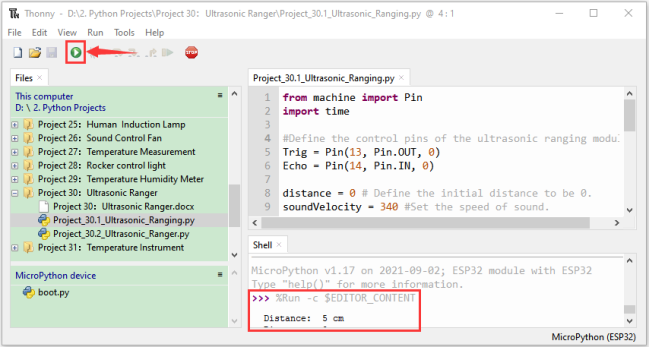 Thonny - D:\2. Python Projects\Project 30: Ultrasonic Ranger\Project_30.1_Ultrasonic_Ranging.py @ 4 : 1
File Edit View Run Tools Help
STOP
Files
This computer
D: \ 2. Python Projects
Project 25: Human Induction Lamp
Project 26: Sound Control Fan
Project 27: Temperature Measurement
Project 28: Rocker control light
Project 29: Temperature Humidity Meter
Project 30: Ultrasonic Ranger
Project 30: Ultrasonic Ranger.docx
Project_30.1_Ultrasonic_Ranging.py
Project_30.2_Ultrasonic_Ranger.py
Project 31: Temperature Instrument
MicroPython device
boot.py
Project_30.1_Ultrasonic_Ranging.py
1 from machine import Pin
2 import time
3
4 #Define the control pins of the ultrasonic ranging modul
5 Trig = Pin(13, Pin.OUT, 0)
6 Echo = Pin(14, Pin.IN, 0)
7
8 distance = 0 # Define the initial distance to be 0.
9 soundVelocity = 340 #Set the speed of sound.
Shell
MicroPython v1.17 on 2021-09-02; ESP32 module with ESP32
Type "help()" for more information.
>>> %Run -c $EDITOR_CONTENT
Distance: 5 cm
MicroPython (ESP32)